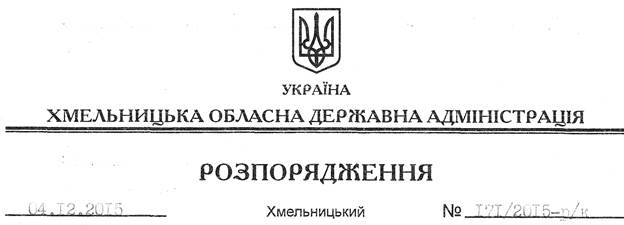 УКРАЇНА
ХМЕЛЬНИЦЬКА ОБЛАСНА ДЕРЖАВНА АДМІНІСТРАЦІЯ
РОЗПОРЯДЖЕННЯ
04.12.2015 Хмельницький № 171/2015-р/к